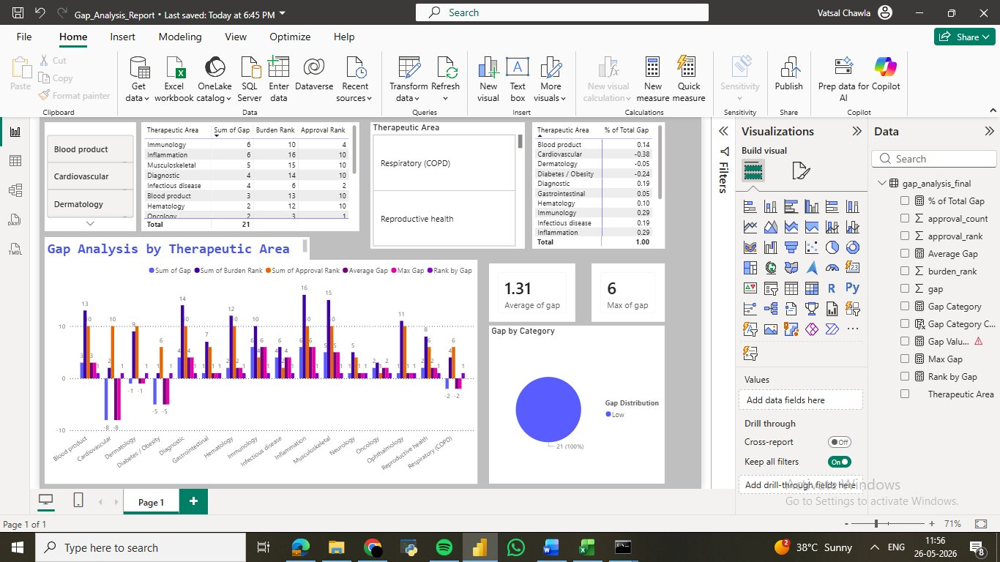 Gap_Analysis_Report • Last saved: Today at 6:45 PM
Search
Vatsal Chawla
File Home Insert Modeling View Optimize Help
Share
Paste
Cut
Copy
Format painter
Clipboard
Get data
Excel workbook
OneLake catalog
SQL Server
Enter data
Dataverse
Recent sources
Data
Transform data
Refresh
Queries
New visual
Text box
More visuals
Insert
New visual calculation
New measure
Quick measure
Calculations
Sensitivity
Sensitivity
Publish
Share
Prep data for AI
Copilot
Copilot
Blood product
Cardiovascular
Dermatology
Therapeutic Area Sum of Gap Burden Rank Approval Rank
Immunology 6 10 4
Inflammation 6 16 10
Musculoskeletal 5 15 10
Diagnostic 4 14 10
Infectious disease 4 6 2
Blood product 3 13 10
Hematology 2 12 10
Oncology 2 3 1
Total 21
Therapeutic Area
Respiratory (COPD)
Reproductive health
Therapeutic Area % of Total Gap
Blood product 0.14
Cardiovascular -0.38
Dermatology -0.05
Diabetes / Obesity -0.24
Diagnostic 0.19
Gastrointestinal 0.05
Hematology 0.10
Immunology 0.29
Infectious disease 0.19
Inflammation 0.29
Total 1.00
Gap Analysis by Therapeutic Area
Sum of Gap Sum of Burden Rank Sum of Approval Rank Average Gap Max Gap Rank by Gap
10
0
-10
Blood product
Cardiovascular
Dermatology
Diabetes / Obesity
Diagnostic
Gastrointestinal
Hematology
Immunology
Infectious disease
Inflammation
Musculoskeletal
Neurology
Oncology
Ophthalmology
Reproductive health
Respiratory (COPD)
1.31
Average of gap
6
Max of gap
Gap by Category
Gap Distribution
Low
21 (100%)
Filters
Visualizations
Build visual
Values
Add data fields here
Drill through
Cross-report Off
Keep all filters On
Add drill-through fields here
Data
Search
gap_analysis_final
% of Total Gap
approval_count
approval_rank
Average Gap
burden_rank
gap
Gap Category
Gap Category C...
Gap Valu...
Max Gap
Rank by Gap
Therapeutic Area
Activate Windows
Go to Settings to activate Windows.
Page 1
Page 1 of 1
71%
Type here to search
38°C Sunny
ENG
11:56
26-05-2026